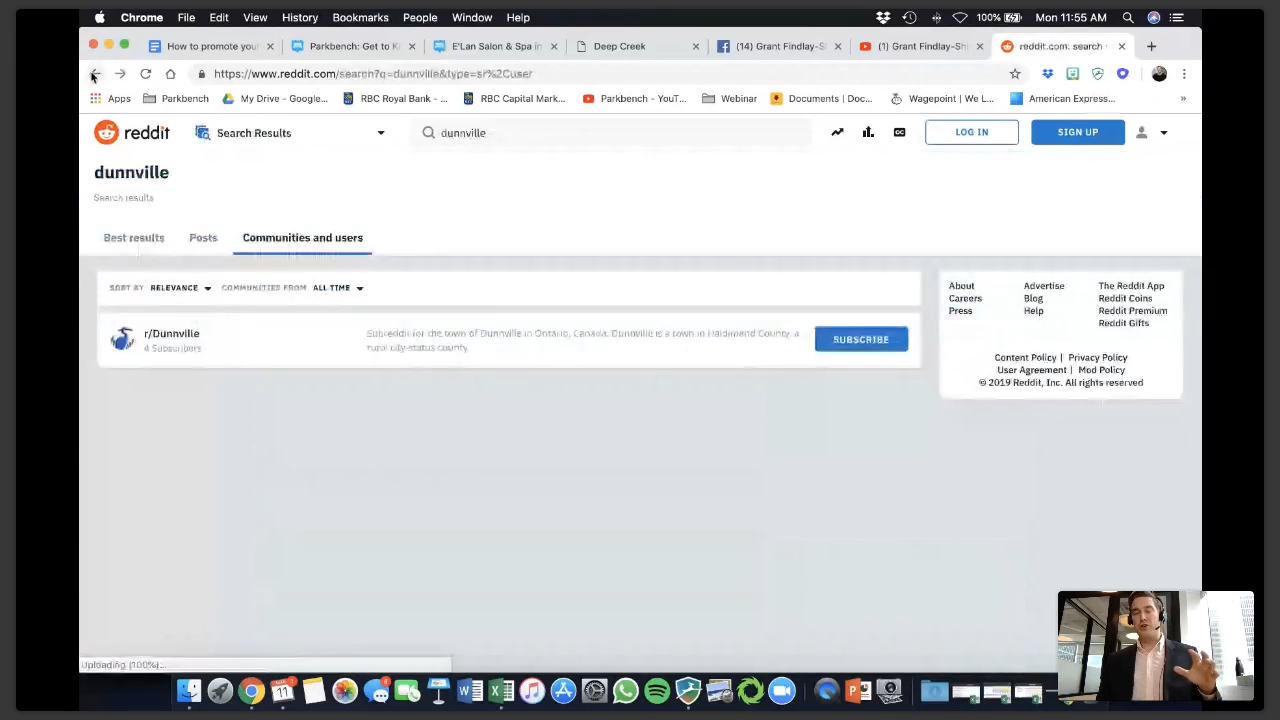 Chrome File Edit View History Bookmarks People Window Help 100% Mon 11:55 AM
How to promote your Parkbench: Get to K E'Lan Salon & Spa in Deep Creek (14) Grant Findlay-S (1) Grant Findlay-Sh reddit.com: search
https://www.reddit.com/search?q=dunnville&type=sr%2Cuser
Apps Parkbench My Drive - Google... RBC Royal Bank - ... RBC Capital Mark... Parkbench - YouT... Webinar Documents | Doc... Wagepoint | We L... American Express... »
reddit Search Results dunnville LOG IN SIGN UP
dunnville
Search results
Best results Posts Communities and users
SORT BY RELEVANCE COMMUNITIES FROM ALL TIME
r/Dunnville
4 Subscribers
Subreddit for the town of Dunnville in Ontario, Canada. Dunnville is a town in Haldimand County, a
rural city-status county.
SUBSCRIBE
About Advertise The Reddit App
Careers Blog Reddit Coins
Press Help Reddit Premium
Reddit Gifts
Content Policy | Privacy Policy
User Agreement | Mod Policy
© 2019 Reddit, Inc. All rights reserved
Uploading (100%)...